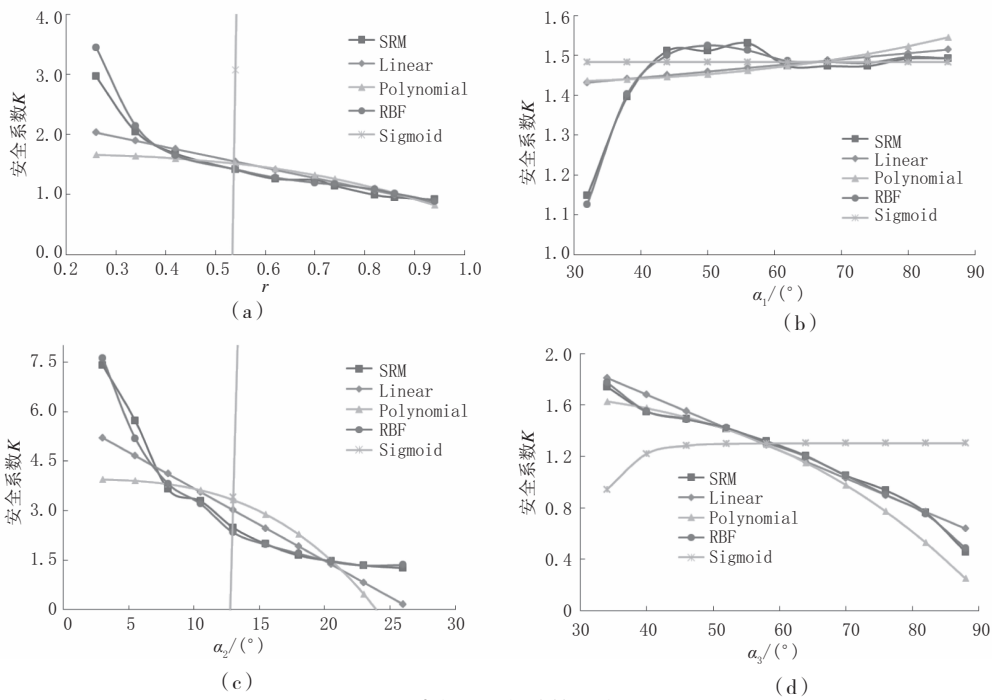 4.0
3.0
2.0
1.0
0.0
安全系数K
0.2 0.3 0.4 0.5 0.6 0.7 0.8 0.9 1.0
r
SRM
Linear
Polynomial
RBF
Sigmoid
(a)
1.6
1.5
1.4
1.3
1.2
1.1
1.0
安全系数K
30 40 50 60 70 80 90
α1/(°)
SRM
Linear
Polynomial
RBF
Sigmoid
(b)
7.5
6.0
4.5
3.0
1.5
0
安全系数K
0 5 10 15 20 25 30
α2/(°)
SRM
Linear
Polynomial
RBF
Sigmoid
(c)
2.0
1.6
1.2
0.8
0.4
0
安全系数K
30 40 50 60 70 80 90
α3/(°)
SRM
Linear
Polynomial
RBF
Sigmoid
(d)